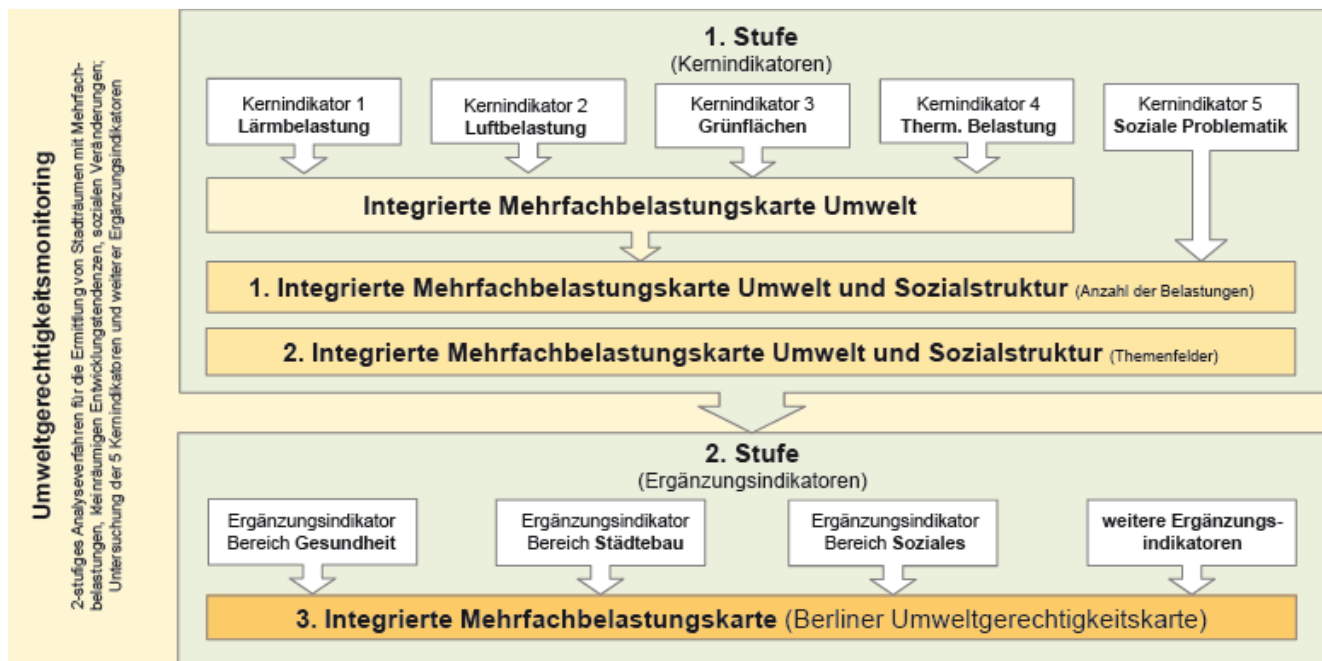 Umweltgerechtigkeitsmonitoring
2-stufiges Analyseverfahren für die Ermittlung von Stadträumen mit Mehrfach-
belastungen, kleinräumigen Entwicklungstendenzen, sozialen Veränderungen;
Untersuchung der 5 Kernindikatoren und weiterer Ergänzungsindikatoren
1. Stufe
(Kernindikatoren)
Kernindikator 1
Lärmbelastung
Kernindikator 2
Luftbelastung
Kernindikator 3
Grünflächen
Kernindikator 4
Therm. Belastung
Kernindikator 5
Soziale Problematik
Integrierte Mehrfachbelastungskarte Umwelt
1. Integrierte Mehrfachbelastungskarte Umwelt und Sozialstruktur (Anzahl der Belastungen)
2. Integrierte Mehrfachbelastungskarte Umwelt und Sozialstruktur (Themenfelder)
2. Stufe
(Ergänzungsindikatoren)
Ergänzungsindikator
Bereich Gesundheit
Ergänzungsindikator
Bereich Städtebau
Ergänzungsindikator
Bereich Soziales
weitere Ergänzungs-
indikatoren
3. Integrierte Mehrfachbelastungskarte (Berliner Umweltgerechtigkeitskarte)